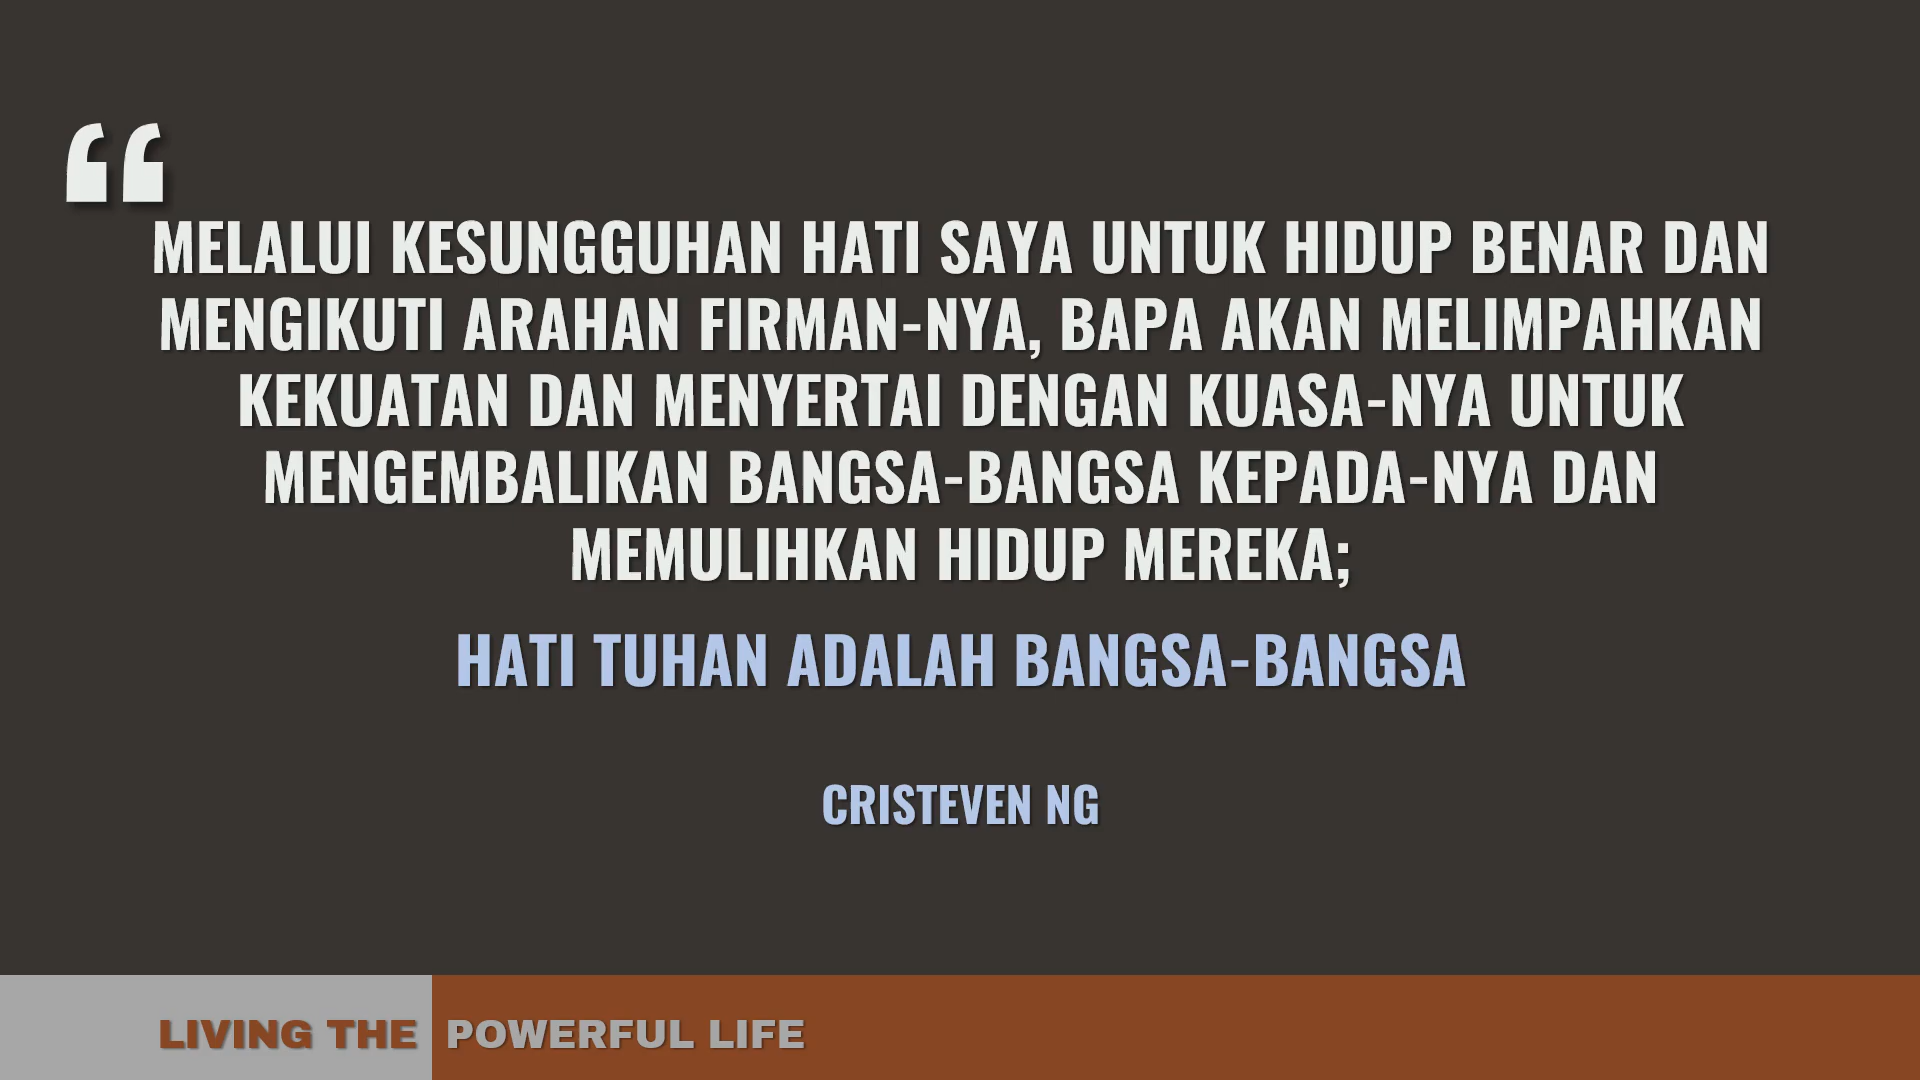 “
MELALUI KESUNGGUHAN HATI SAYA UNTUK HIDUP BENAR DAN
MENGIKUTI ARAHAN FIRMAN-NYA, BAPA AKAN MELIMPAHKAN
KEKUATAN DAN MENYERTAI DENGAN KUASA-NYA UNTUK
MENGEMBALIKAN BANGSA-BANGSA KEPADA-NYA DAN
MEMULIHKAN HIDUP MEREKA;
HATI TUHAN ADALAH BANGSA-BANGSA
CRISTEVEN NG
LIVING THE POWERFUL LIFE